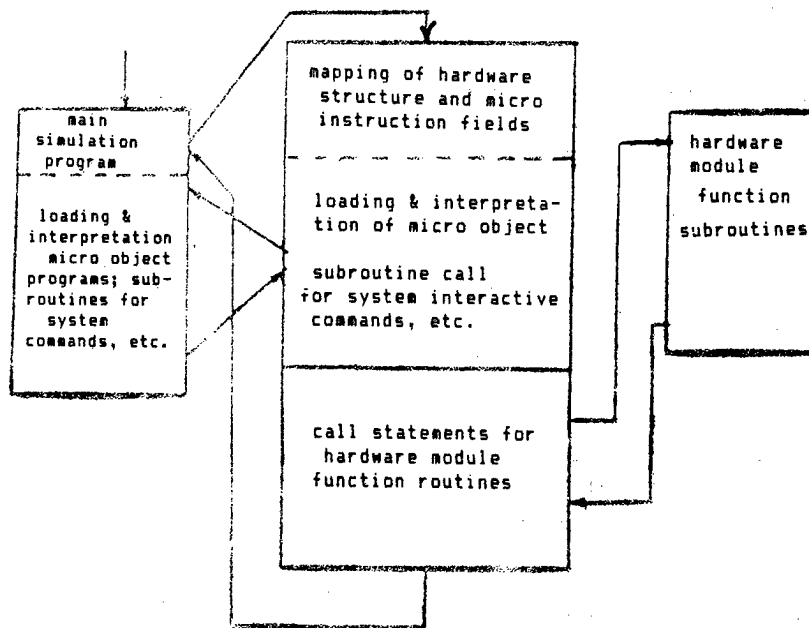 main
simulation
program
loading &
interpretation
micro object
programs; sub-
routines for
system
commands, etc.
mapping of hardware
structure and micro
instruction fields
loading & interpreta-
tion of micro object
subroutine call
for system interactive
commands, etc.
call statements for
hardware module
function routines
hardware
module
function
subroutines